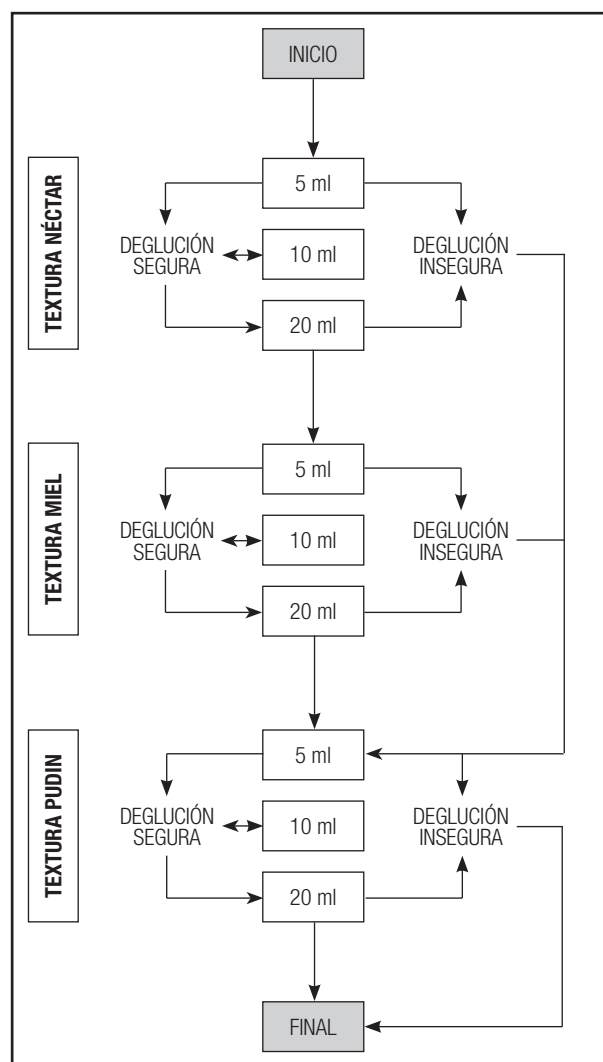 INICIO
TEXTURA NÉCTAR
5 ml
DEGLUCIÓN
SEGURA
10 ml
DEGLUCIÓN
INSEGURA
20 ml
TEXTURA MIEL
5 ml
DEGLUCIÓN
SEGURA
10 ml
DEGLUCIÓN
INSEGURA
20 ml
TEXTURA PUDIN
5 ml
DEGLUCIÓN
SEGURA
10 ml
DEGLUCIÓN
INSEGURA
20 ml
FINAL